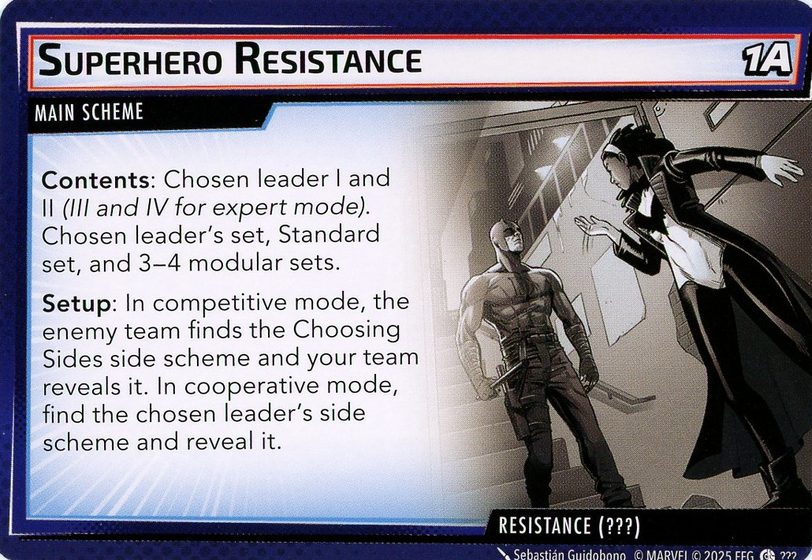 SUPERHERO RESISTANCE
1A
MAIN SCHEME
Contents: Chosen leader I and
II (III and IV for expert mode).
Chosen leader's set, Standard
set, and 3–4 modular sets.
Setup: In competitive mode, the
enemy team finds the Choosing
Sides side scheme and your team
reveals it. In cooperative mode,
find the chosen leader's side
scheme and reveal it.
RESISTANCE (???)
Sebastián Guidobono © MARVEL © 2025 FFG ???